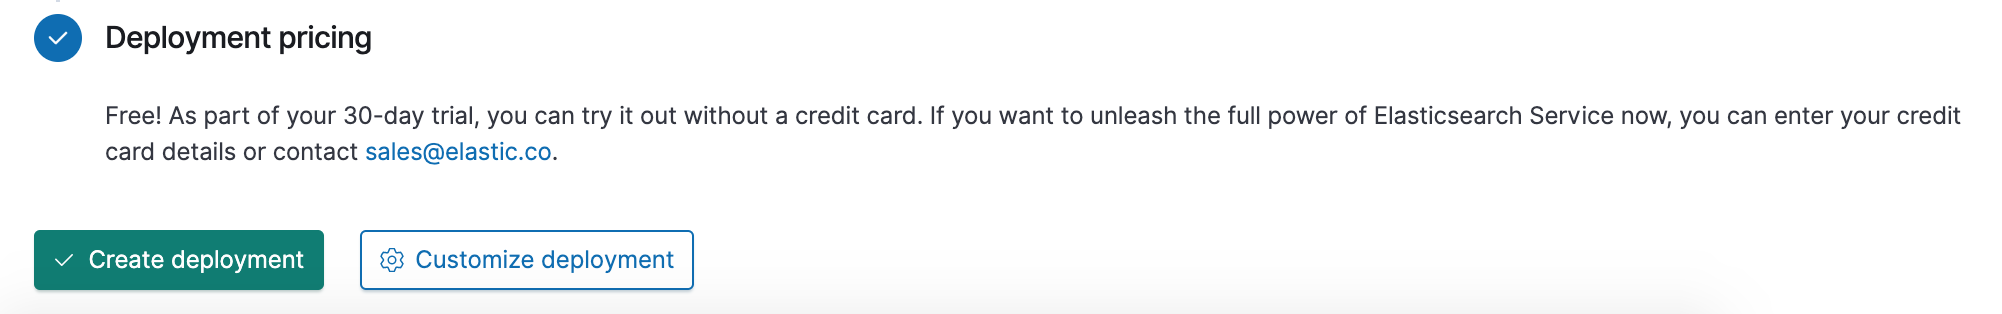 Deployment pricing
Free! As part of your 30-day trial, you can try it out without a credit card. If you want to unleash the full power of Elasticsearch Service now, you can enter your credit
card details or contact sales@elastic.co.
Create deployment
Customize deployment